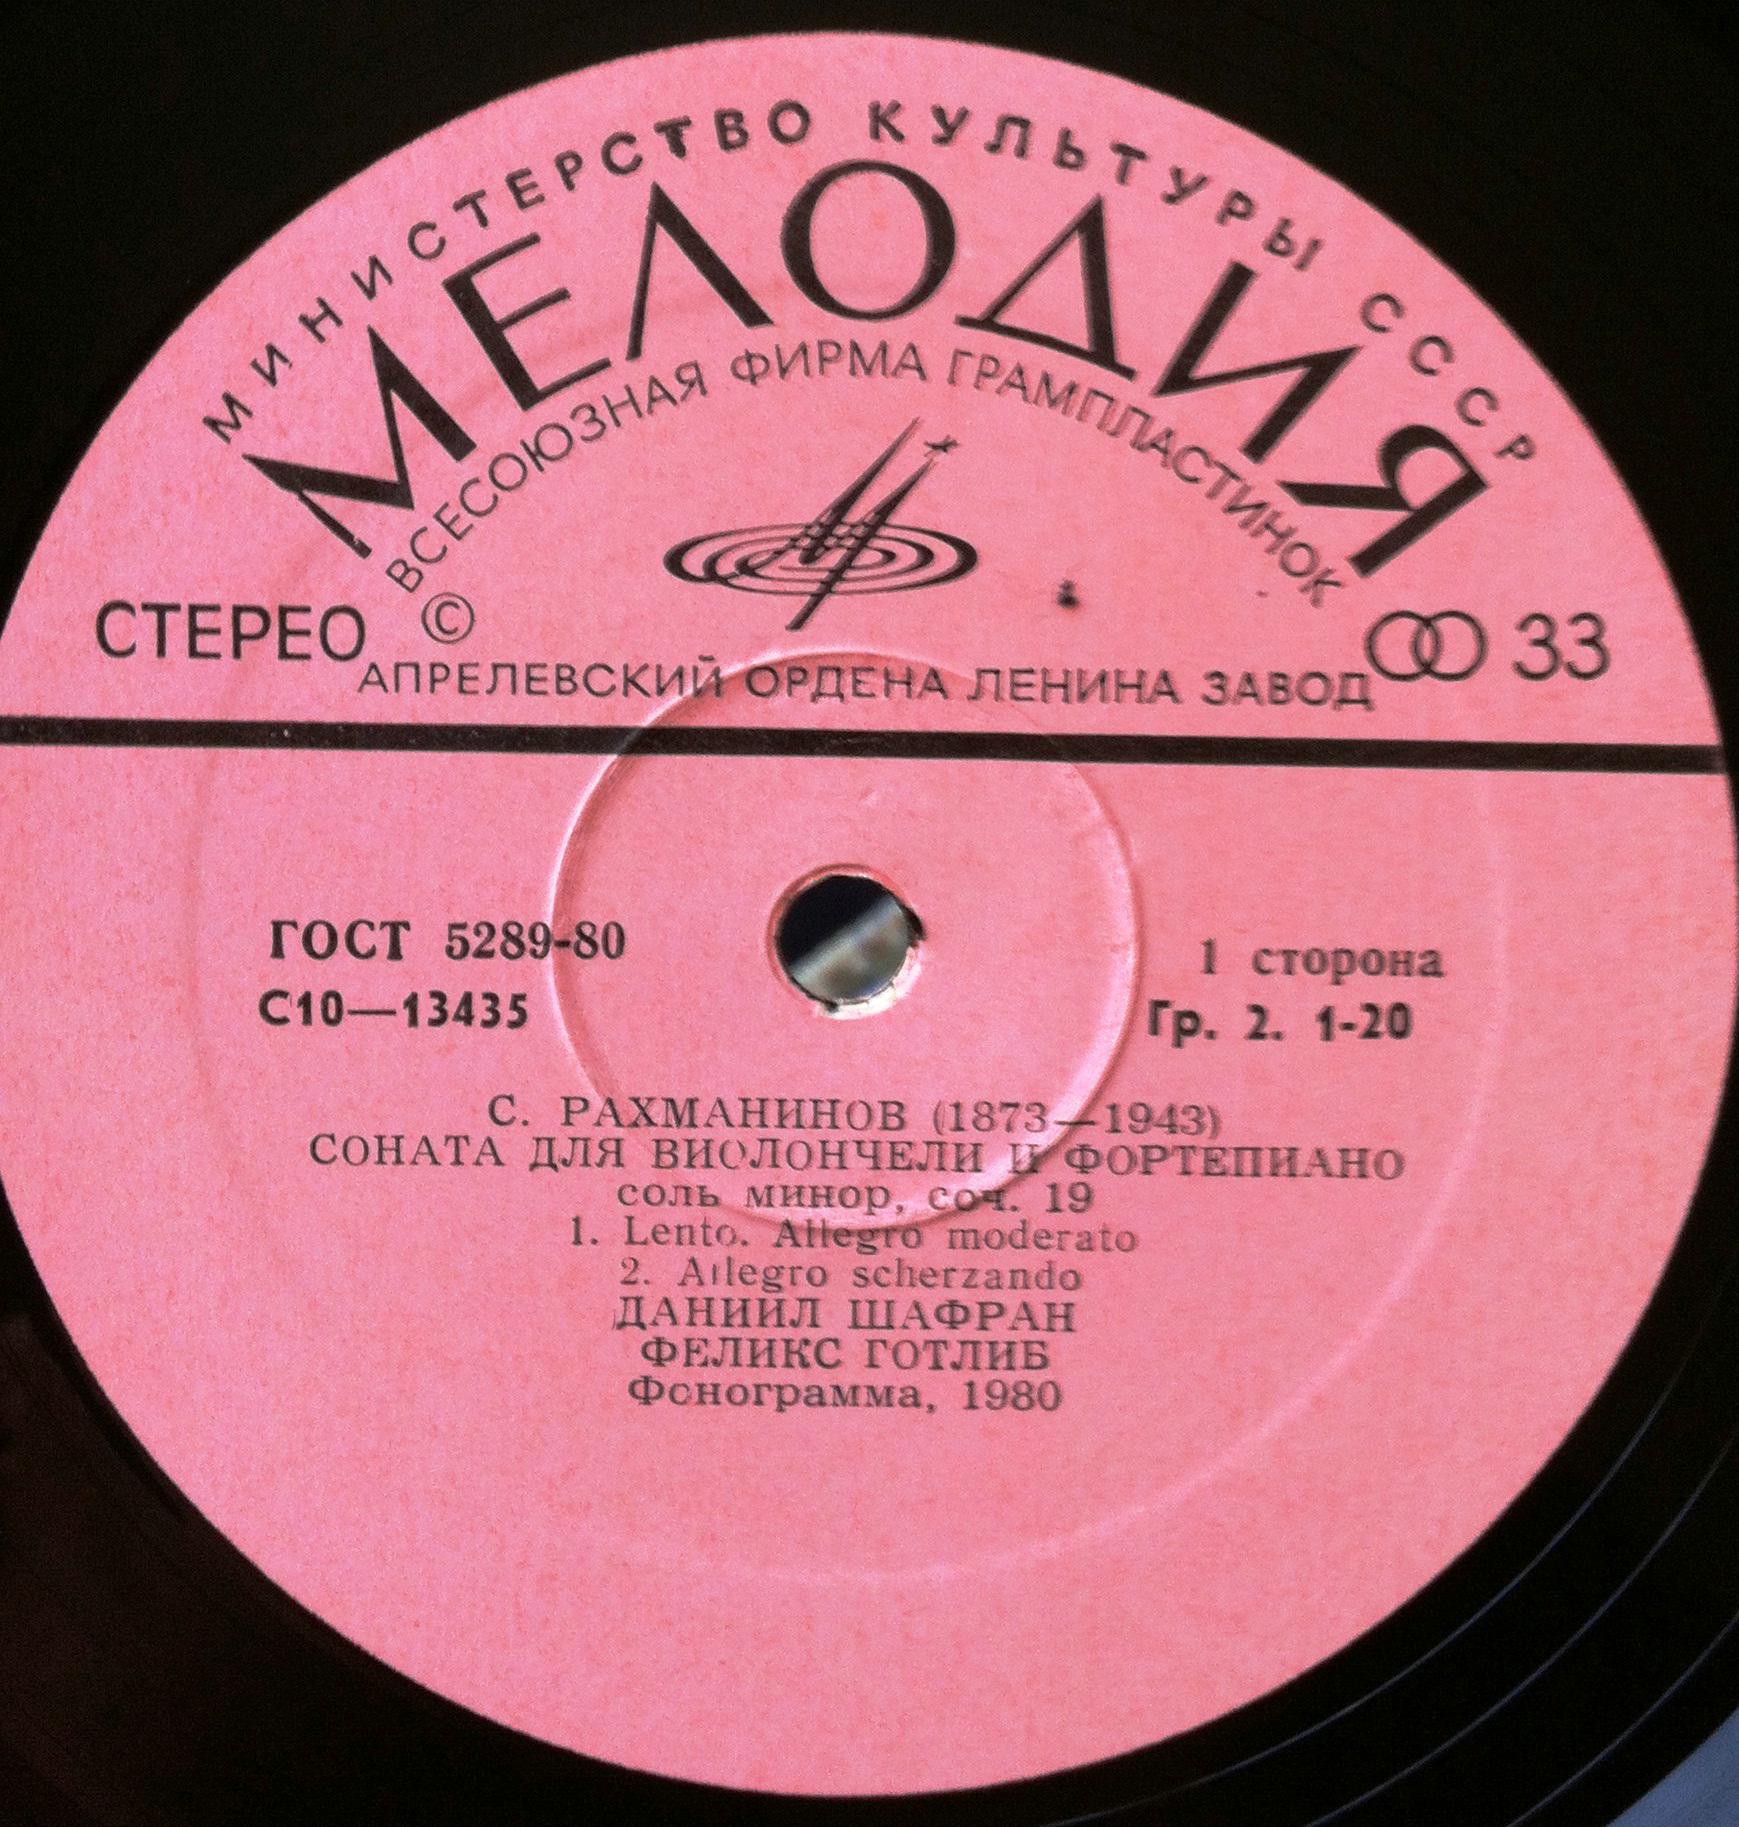 МИНИСТЕРСТВО КУЛЬТУРЫ СССР
МЕЛОДИЯ
ВСЕСОЮЗНАЯ ФИРМА ГРАМПЛАСТИНОК
СТЕРЕО © 33
АПРЕЛЕВСКИЙ ОРДЕНА ЛЕНИНА ЗАВОД
ГОСТ 5289-80 1 сторона
С10—13435 Гр. 2. 1-20
С. РАХМАНИНОВ (1873—1943)
СОНАТА ДЛЯ ВИОЛОНЧЕЛИ И ФОРТЕПИАНО
соль минор, соч. 19
1. Lento. Allegro moderato
2. Allegro scherzando
ДАНИИЛ ШАФРАН
ФЕЛИКС ГОТЛИБ
Фонограмма, 1980